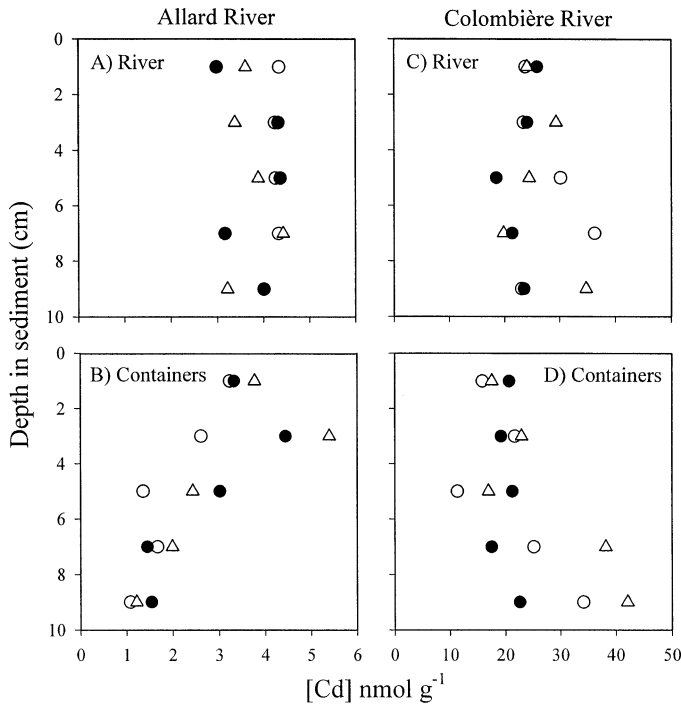 Allard River
Colombière River
0
2
4
6
8
10
A) River
C) River
Depth in sediment (cm)
0
2
4
6
8
10
B) Containers
D) Containers
0 1 2 3 4 5 6
0 10 20 30 40 50
[Cd] nmol g⁻¹